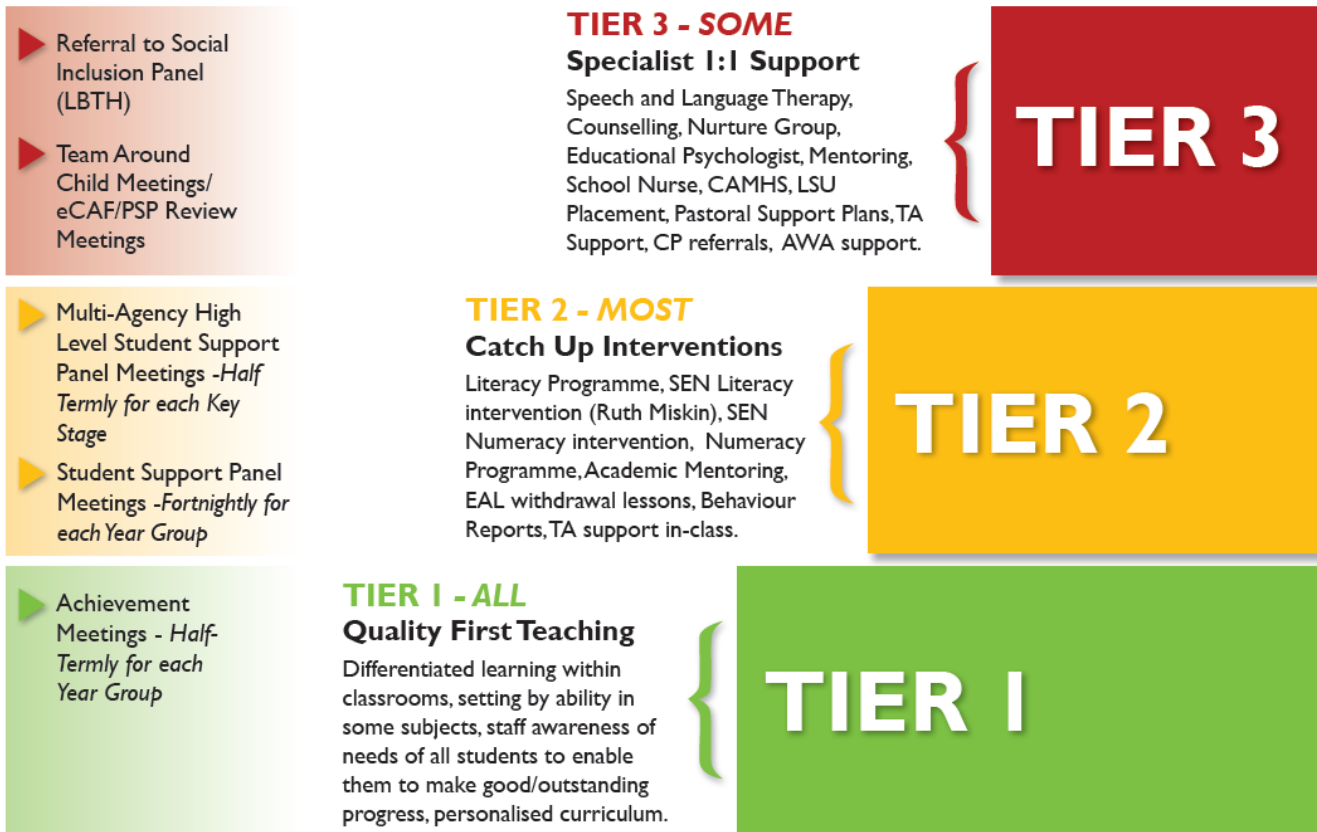 Referral to Social
Inclusion Panel
(LBTH)
Team Around
Child Meetings/
eCAF/PSP Review
Meetings
TIER 3 - SOME
Specialist 1:1 Support
Speech and Language Therapy,
Counselling, Nurture Group,
Educational Psychologist, Mentoring,
School Nurse, CAMHS, LSU
Placement, Pastoral Support Plans, TA
Support, CP referrals, AWA support.
TIER 3
Multi-Agency High
Level Student Support
Panel Meetings -Half
Termly for each Key
Stage
Student Support Panel
Meetings -Fortnightly for
each Year Group
TIER 2 - MOST
Catch Up Interventions
Literacy Programme, SEN Literacy
intervention (Ruth Miskin), SEN
Numeracy intervention, Numeracy
Programme, Academic Mentoring,
EAL withdrawal lessons, Behaviour
Reports, TA support in-class.
TIER 2
Achievement
Meetings - Half-
Termly for each
Year Group
TIER 1 - ALL
Quality First Teaching
Differentiated learning within
classrooms, setting by ability in
some subjects, staff awareness of
needs of all students to enable
them to make good/outstanding
progress, personalised curriculum.
TIER 1